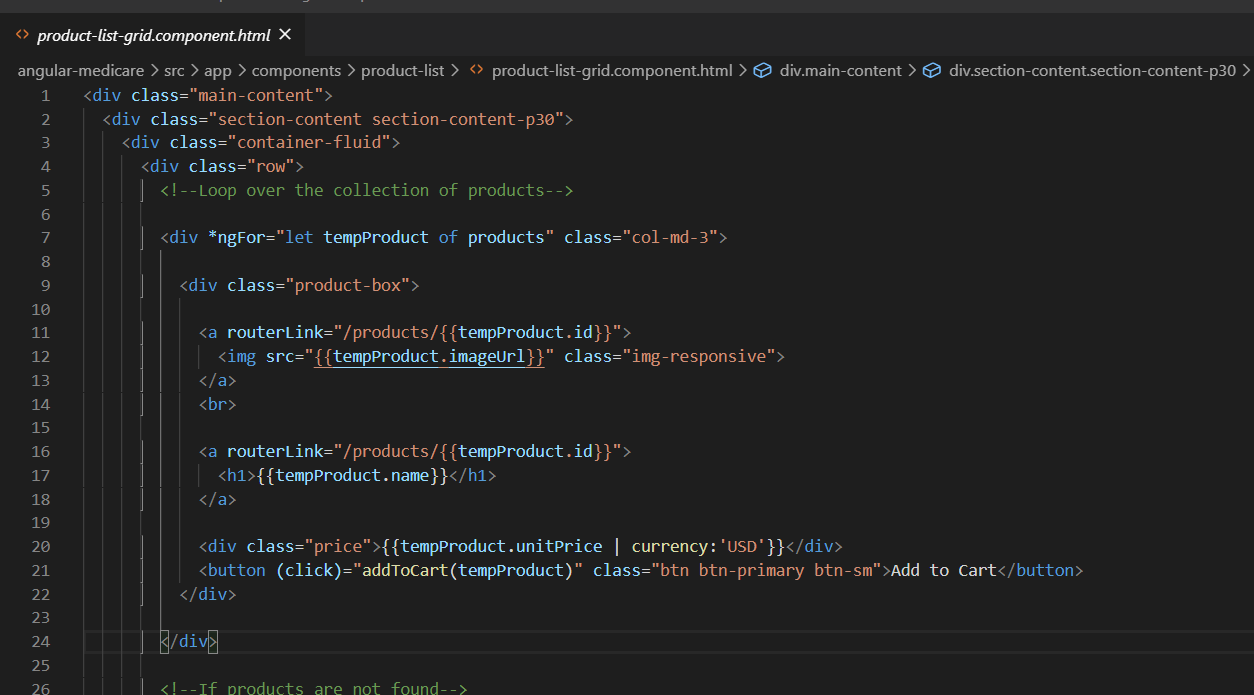 product-list-grid.component.html
angular-medicare > src > app > components > product-list > product-list-grid.component.html > div.main-content > div.section-content.section-content-p30 >
1 <div class="main-content">
2 <div class="section-content section-content-p30">
3 <div class="container-fluid">
4 <div class="row">
5 <!--Loop over the collection of products-->
6
7 <div *ngFor="let tempProduct of products" class="col-md-3">
8
9 <div class="product-box">
10
11 <a routerLink="/products/{{tempProduct.id}}">
12 <img src="{{tempProduct.imageUrl}}" class="img-responsive">
13 </a>
14 <br>
15
16 <a routerLink="/products/{{tempProduct.id}}">
17 <h1>{{tempProduct.name}}</h1>
18 </a>
19
20 <div class="price">{{tempProduct.unitPrice | currency:'USD'}}</div>
21 <button (click)="addToCart(tempProduct)" class="btn btn-primary btn-sm">Add to Cart</button>
22 </div>
23
24 </div>
25
26 <!--If products are not found-->